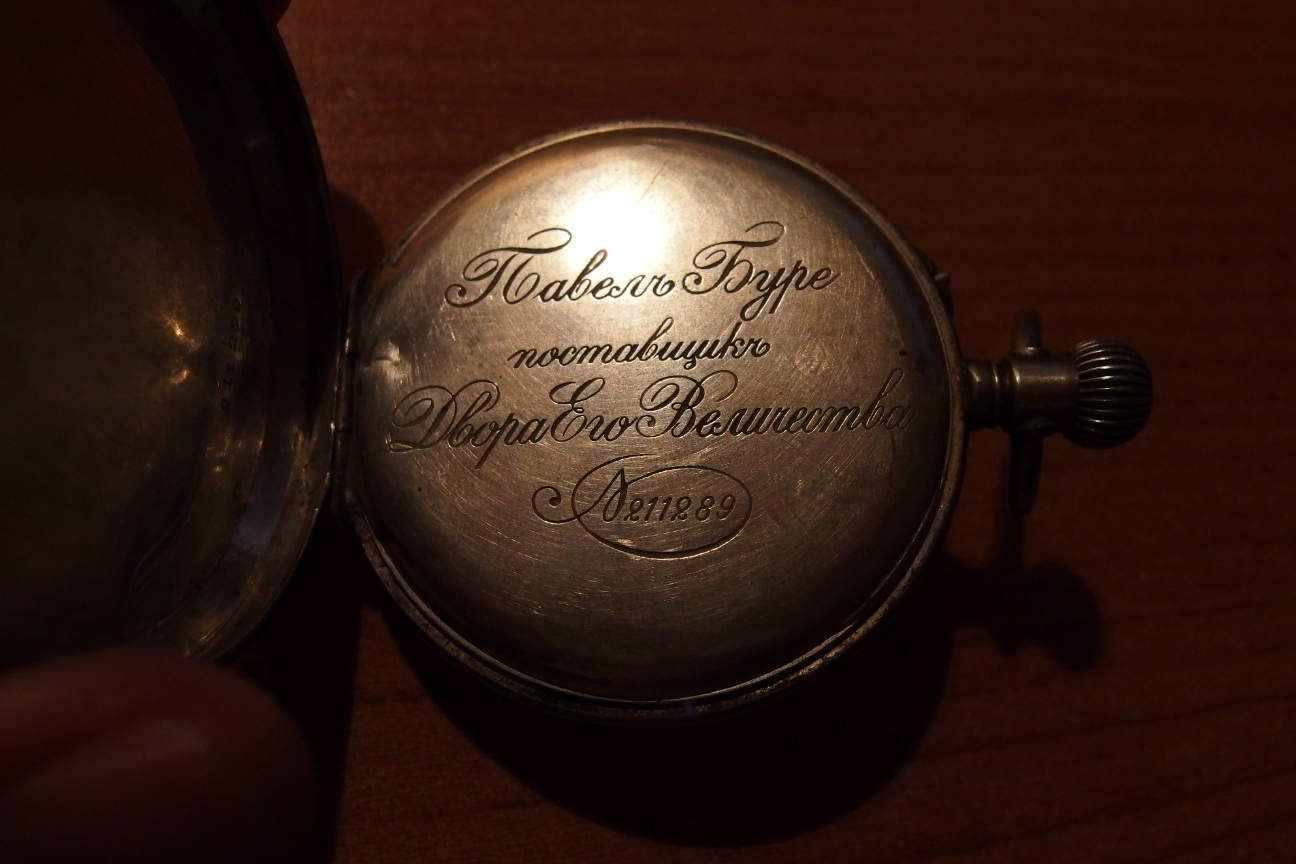 Павелъ Буре
поставщикъ
Двора Его Величества
№211289